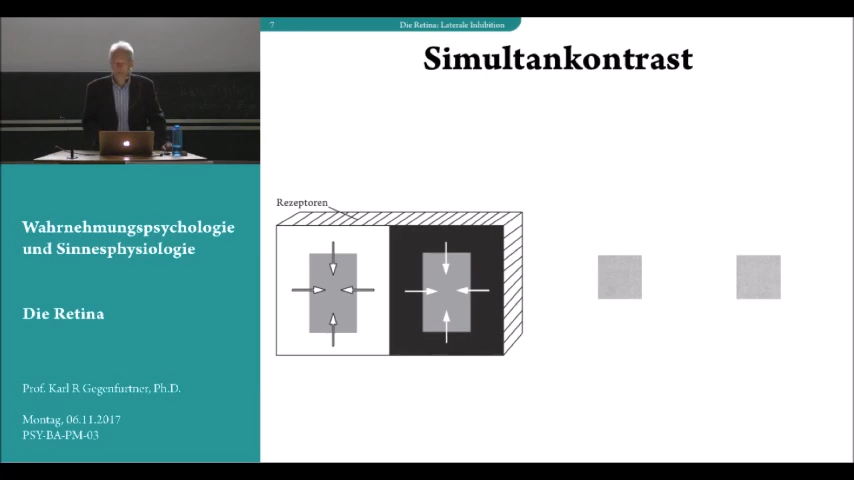 7
Die Retina: Laterale Inhibition
Simultankontrast
Rezeptoren
Wahrnehmungspsychologie
und Sinnesphysiologie
Die Retina
Prof. Karl R Gegenfurtner, Ph.D.
Montag, 06.11.2017
PSY-BA-PM-03